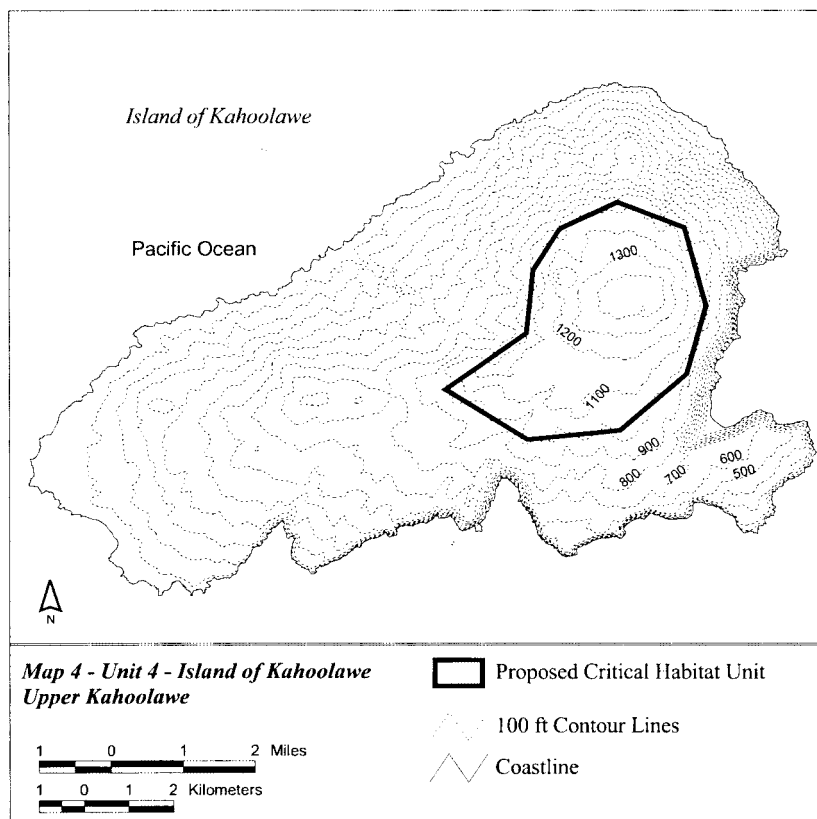 Island of Kahoolawe
Pacific Ocean
1300
1200
1100
900
800
700
600
500
N
Map 4 - Unit 4 - Island of Kahoolawe
Upper Kahoolawe
1 0 1 2 Miles
1 0 1 2 Kilometers
Proposed Critical Habitat Unit
100 ft Contour Lines
Coastline